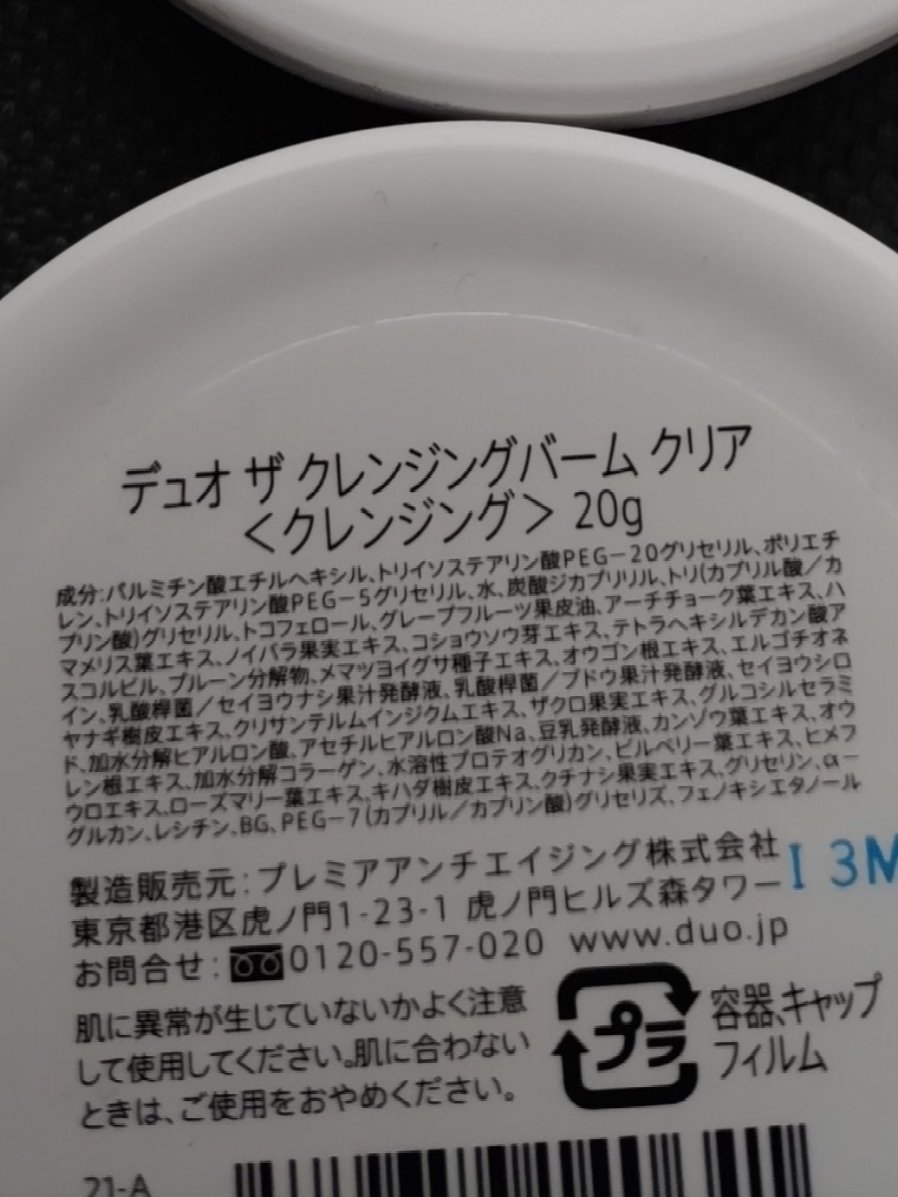 デュオ ザ クレンジングバーム クリア
<クレンジング> 20g
成分:パルミチン酸エチルヘキシル、トリイソステアリン酸PEG-20グリセリル、ポリエチ
レン、トリイソステアリン酸PEG-5グリセリル、水、炭酸ジカプリリル、トリ(カプリル酸/カ
プリン酸)グリセリル、トコフェロール、グレープフルーツ果皮油、アーチチョーク葉エキス、ハ
マメリス葉エキス、ノイバラ果実エキス、コショウソウ芽エキス、テトラヘキシルデカン酸ア
スコルビル、プルーン分解物、メマツヨイグサ種子エキス、オウゴン根エキス、エルゴチオネ
イン、乳酸桿菌/セイヨウナシ果汁発酵液、乳酸桿菌/ブドウ果汁発酵液、セイヨウシロ
ヤナギ樹皮エキス、クリサンテルムインジクムエキス、ザクロ果実エキス、グルコシルセラミ
ド、加水分解ヒアルロン酸、アセチルヒアルロン酸Na、豆乳発酵液、カンゾウ葉エキス、オウ
レン根エキス、加水分解コラーゲン、水溶性プロテオグリカン、ビルベリー葉エキス、ヒメフ
ウロエキス、ローズマリー葉エキス、キハダ樹皮エキス、クチナシ果実エキス、グリセリン、α-
グルカン、レシチン、BG、PEG-7(カプリル/カプリン酸)グリセリズ、フェノキシエタノール
製造販売元:プレミアアンチエイジング株式会社
I 3M
東京都港区虎ノ門1-23-1 虎ノ門ヒルズ森タワー
お問合せ:0120-557-020 www.duo.jp
肌に異常が生じていないかよく注意
して使用してください。肌に合わない
ときは、ご使用をおやめください。
プラ
容器、キャップ
フィルム
21-A